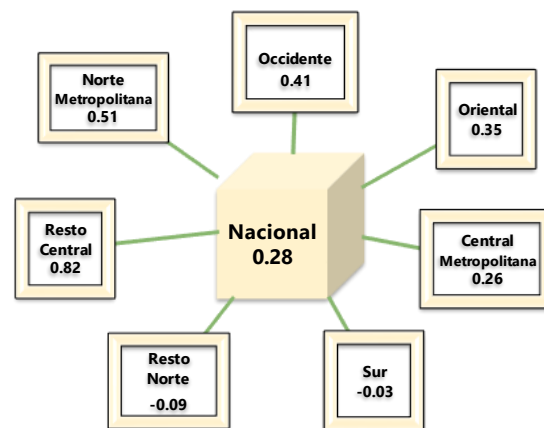 Occidente
0.41
Norte
Metropolitana
0.51
Oriental
0.35
Nacional
0.28
Resto
Central
0.82
Central
Metropolitana
0.26
Resto
Norte
-0.09
Sur
-0.03